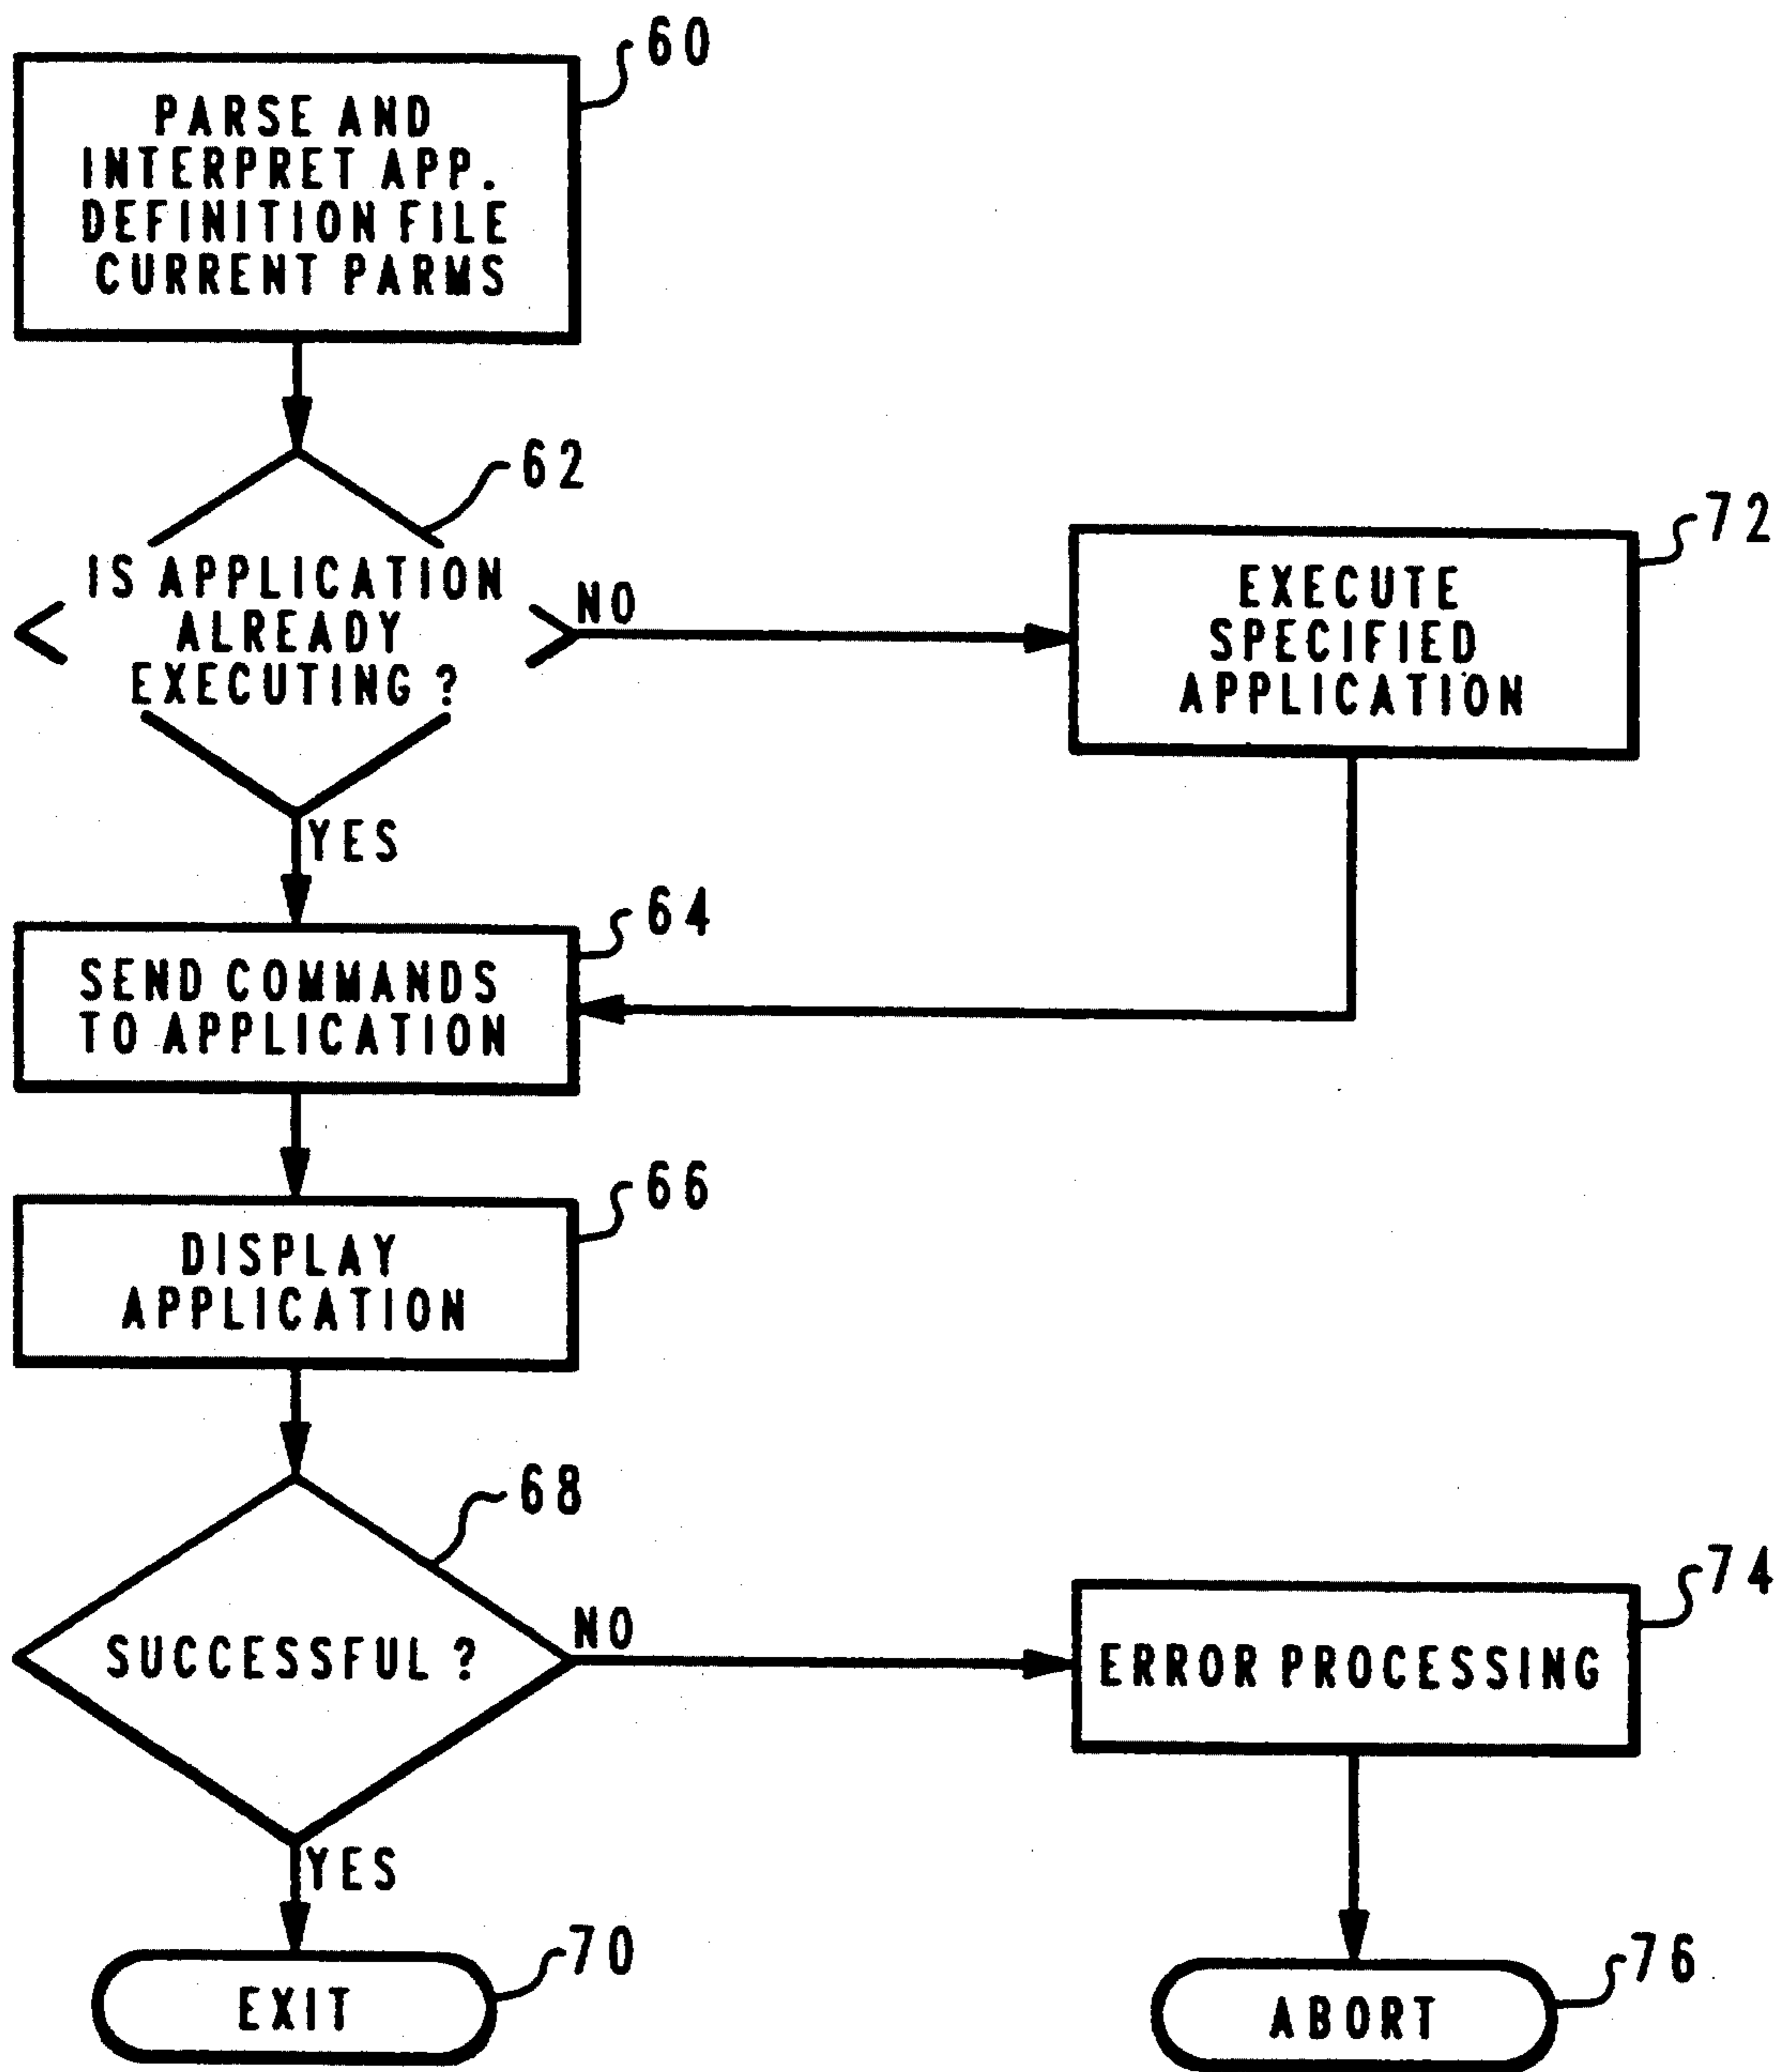 60
PARSE AND
INTERPRET APP.
DEFINITION FILE
CURRENT PARMS
62
IS APPLICATION
ALREADY
EXECUTING ?
NO
72
EXECUTE
SPECIFIED
APPLICATION
YES
64
SEND COMMANDS
TO APPLICATION
66
DISPLAY
APPLICATION
68
SUCCESSFUL ?
NO
74
ERROR PROCESSING
YES
70
EXIT
76
ABORT